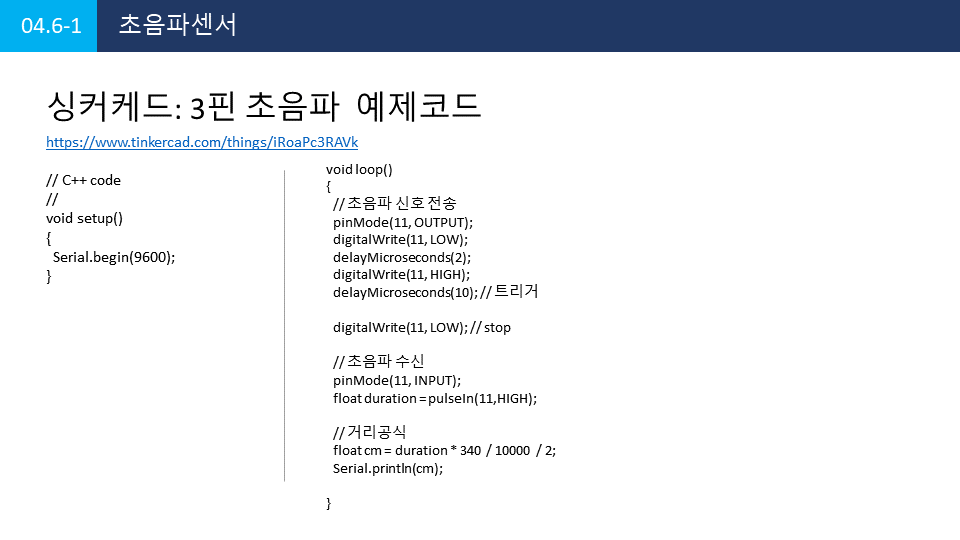 04.6-1
초음파센서
싱커케드: 3핀 초음파 예제코드
https://www.tinkercad.com/things/iRoaPc3RAVk
// C++ code
//
void setup()
{
Serial.begin(9600);
}
void loop()
{
// 초음파 신호 전송
pinMode(11, OUTPUT);
digitalWrite(11, LOW);
delayMicroseconds(2);
digitalWrite(11, HIGH);
delayMicroseconds(10); // 트리거
digitalWrite(11, LOW); // stop
// 초음파 수신
pinMode(11, INPUT);
float duration = pulseIn(11,HIGH);
// 거리공식
float cm = duration * 340 / 10000 / 2;
Serial.println(cm);
}